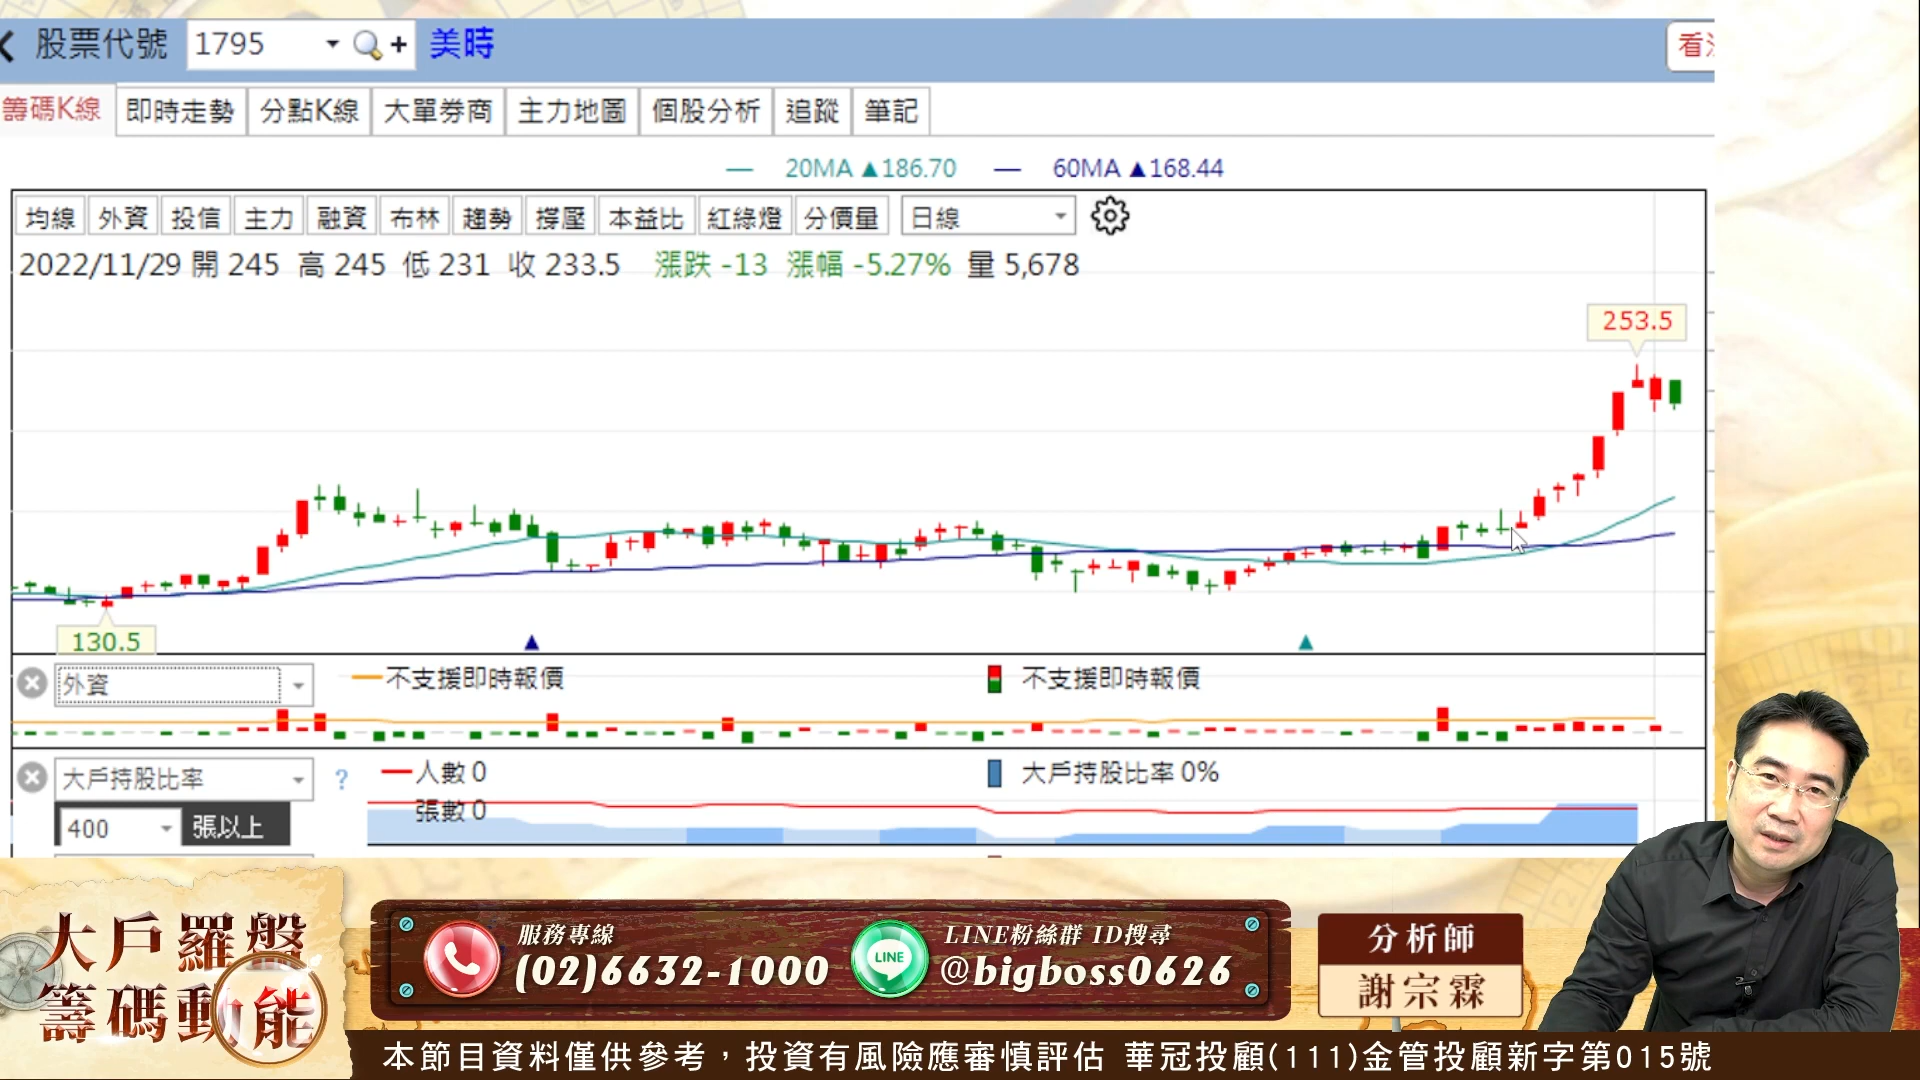 股票代號 1795 美時
籌碼K線 即時走勢 分點K線 大單券商 主力地圖 個股分析 追蹤 筆記
20MA ▲186.70 60MA ▲168.44
均線 外資 投信 主力 融資 布林 趨勢 撐壓 本益比 紅綠燈 分價量 日線
2022/11/29 開 245 高 245 低 231 收 233.5 漲跌 -13 漲幅 -5.27% 量 5,678
253.5
130.5
外資 不支援即時報價 不支援即時報價
大戶持股比率 ? 人數 0 大戶持股比率 0%
張數 0
400 張以上
大戶羅盤
籌碼動能
服務專線
(02)6632-1000
LINE
LINE粉絲群 ID搜尋
@bigboss0626
分析師
謝宗霖
本節目資料僅供參考，投資有風險應審慎評估 華冠投顧(111)金管投顧新字第015號